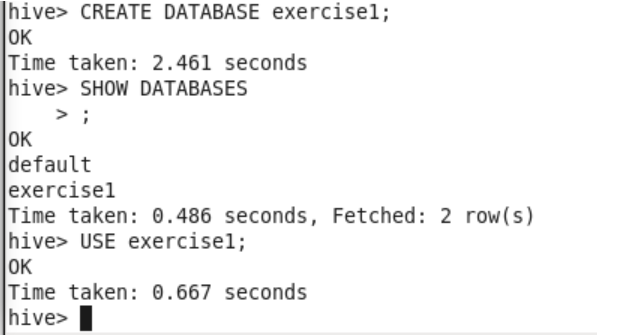 hive> CREATE DATABASE exercise1;
OK
Time taken: 2.461 seconds
hive> SHOW DATABASES
    > ;
OK
default
exercise1
Time taken: 0.486 seconds, Fetched: 2 row(s)
hive> USE exercise1;
OK
Time taken: 0.667 seconds
hive>